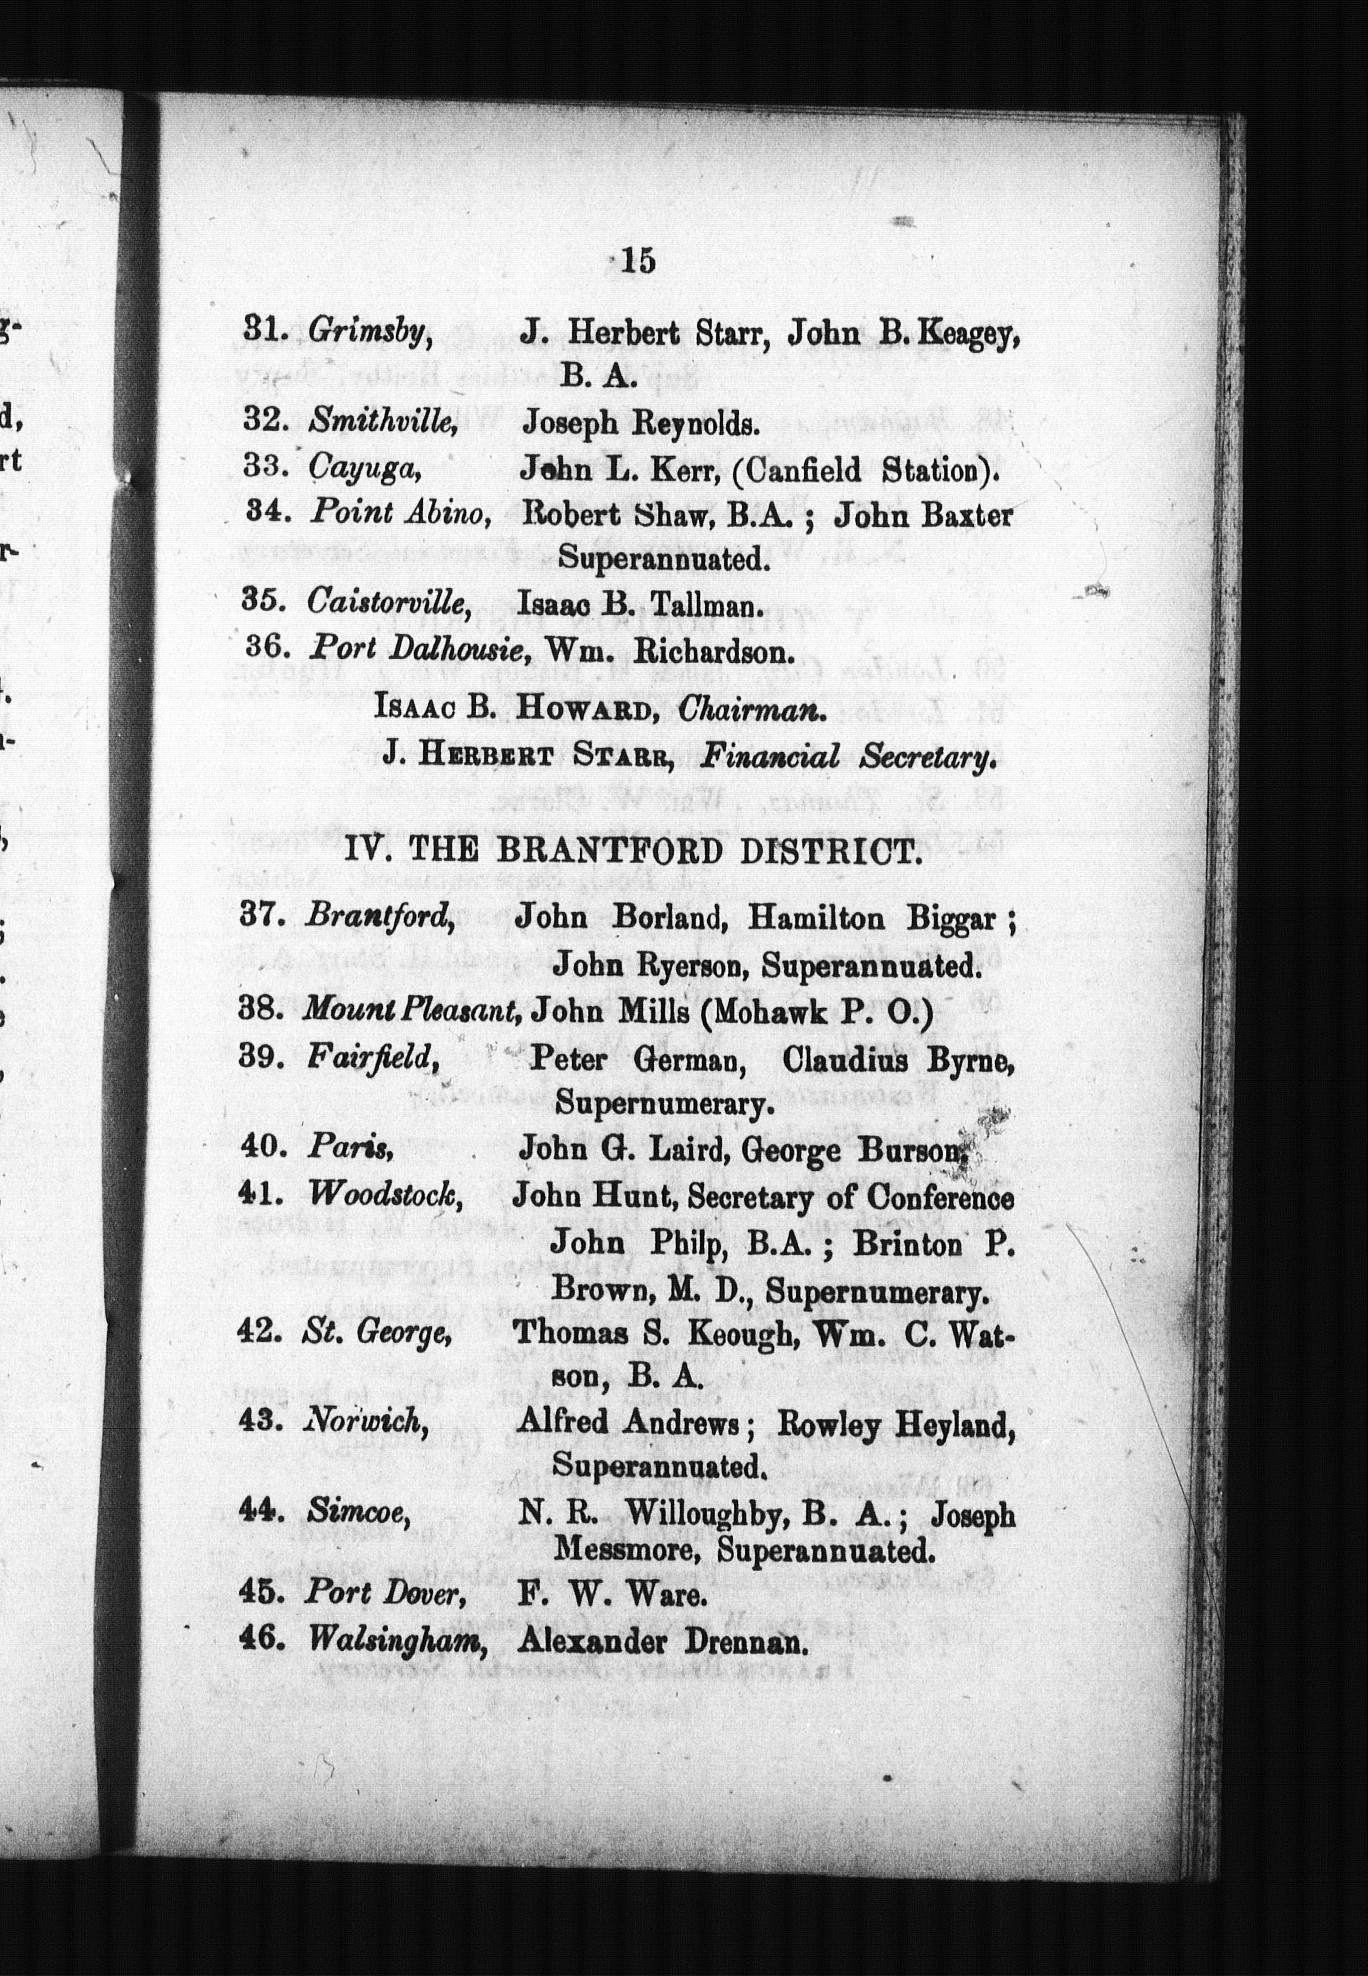 15
31. Grimsby, J. Herbert Starr, John B. Keagey,
B. A.
32. Smithville, Joseph Reynolds.
33. Cayuga, John L. Kerr, (Canfield Station).
34. Point Abino, Robert Shaw, B.A. ; John Baxter
Superannuated.
35. Caistorville, Isaac B. Tallman.
36. Port Dalhousie, Wm. Richardson.
ISAAC B. HOWARD, Chairman.
J. HERBERT STARR, Financial Secretary.
IV. THE BRANTFORD DISTRICT.
37. Brantford, John Borland, Hamilton Biggar ;
John Ryerson, Superannuated.
38. Mount Pleasant, John Mills (Mohawk P. O.)
39. Fairfield, Peter German, Claudius Byrne,
Supernumerary.
40. Paris, John G. Laird, George Burson.
41. Woodstock, John Hunt, Secretary of Conference
John Philp, B.A. ; Brinton P.
Brown, M. D., Supernumerary.
42. St. George, Thomas S. Keough, Wm. C. Wat-
son, B. A.
43. Norwich, Alfred Andrews ; Rowley Heyland,
Superannuated.
44. Simcoe, N. R. Willoughby, B. A. ; Joseph
Messmore, Superannuated.
45. Port Dover, F. W. Ware.
46. Walsingham, Alexander Drennan.